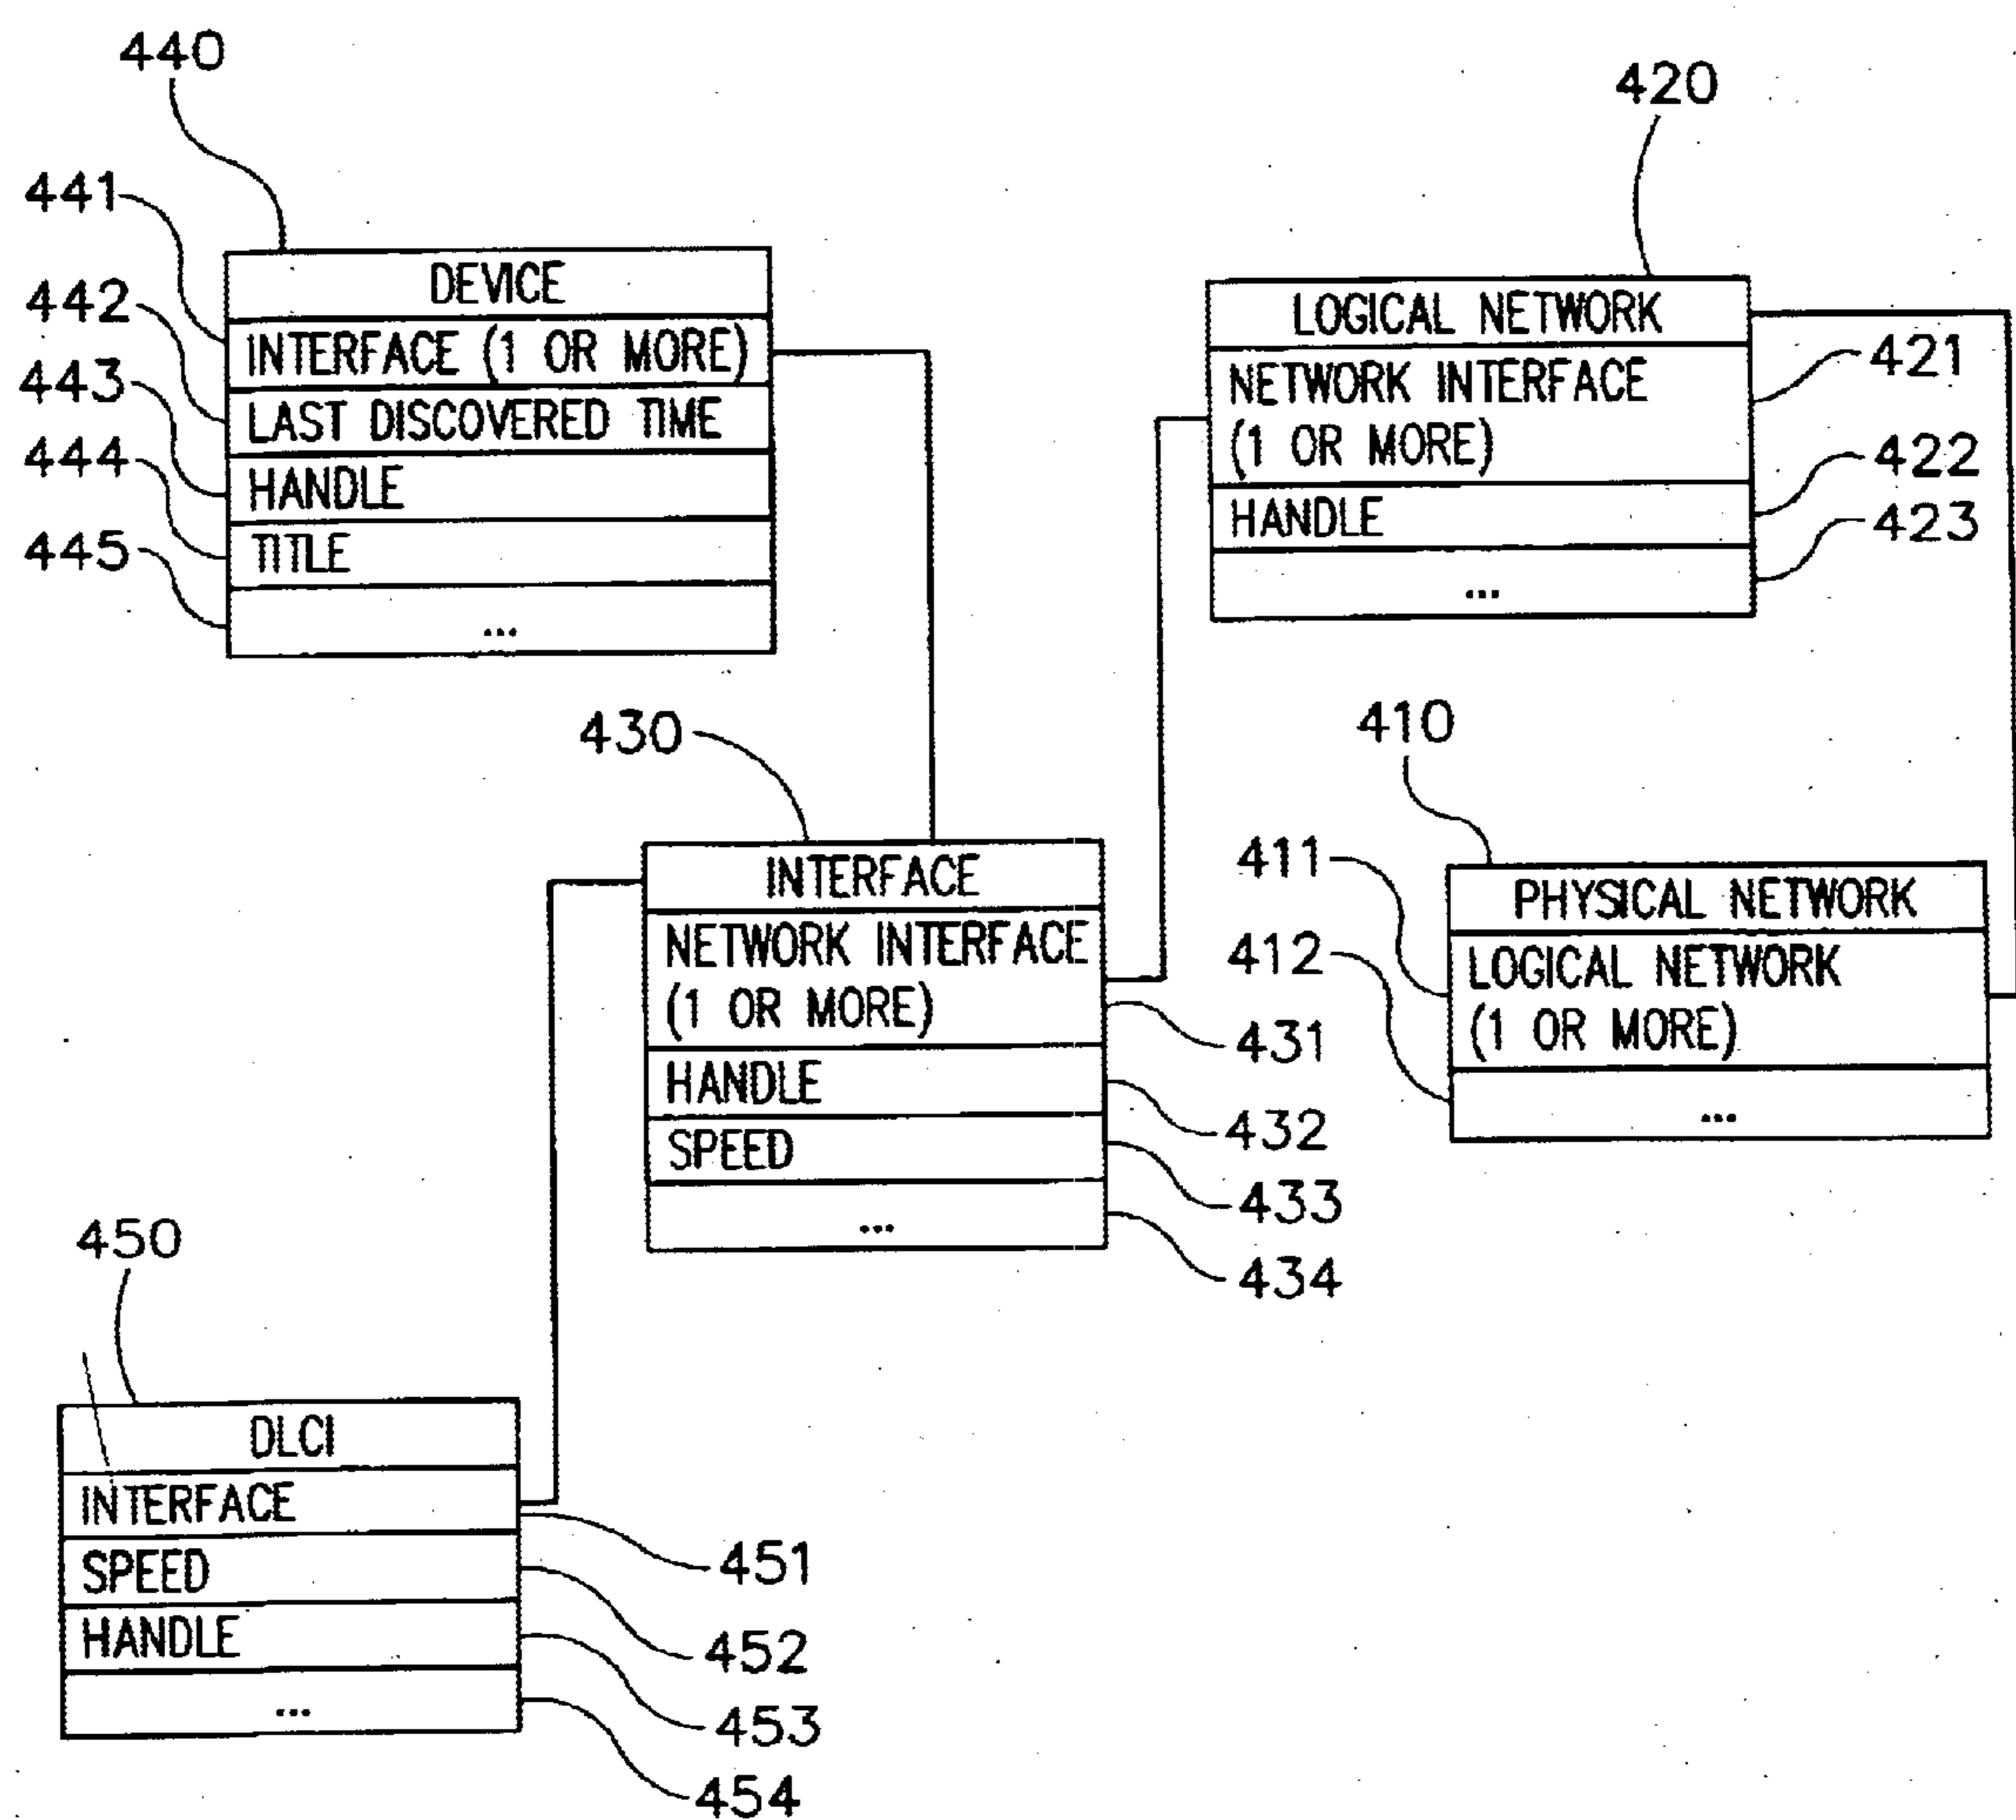 440
441
442
443
444
445
DEVICE
INTERFACE (1 OR MORE)
LAST DISCOVERED TIME
HANDLE
TITLE
...
420
LOGICAL NETWORK
NETWORK INTERFACE
(1 OR MORE)
HANDLE
...
421
422
423
430
INTERFACE
NETWORK INTERFACE
(1 OR MORE)
HANDLE
SPEED
...
431
432
433
434
410
411
412
PHYSICAL NETWORK
LOGICAL NETWORK
(1 OR MORE)
...
450
DLCI
INTERFACE
SPEED
HANDLE
...
451
452
453
454